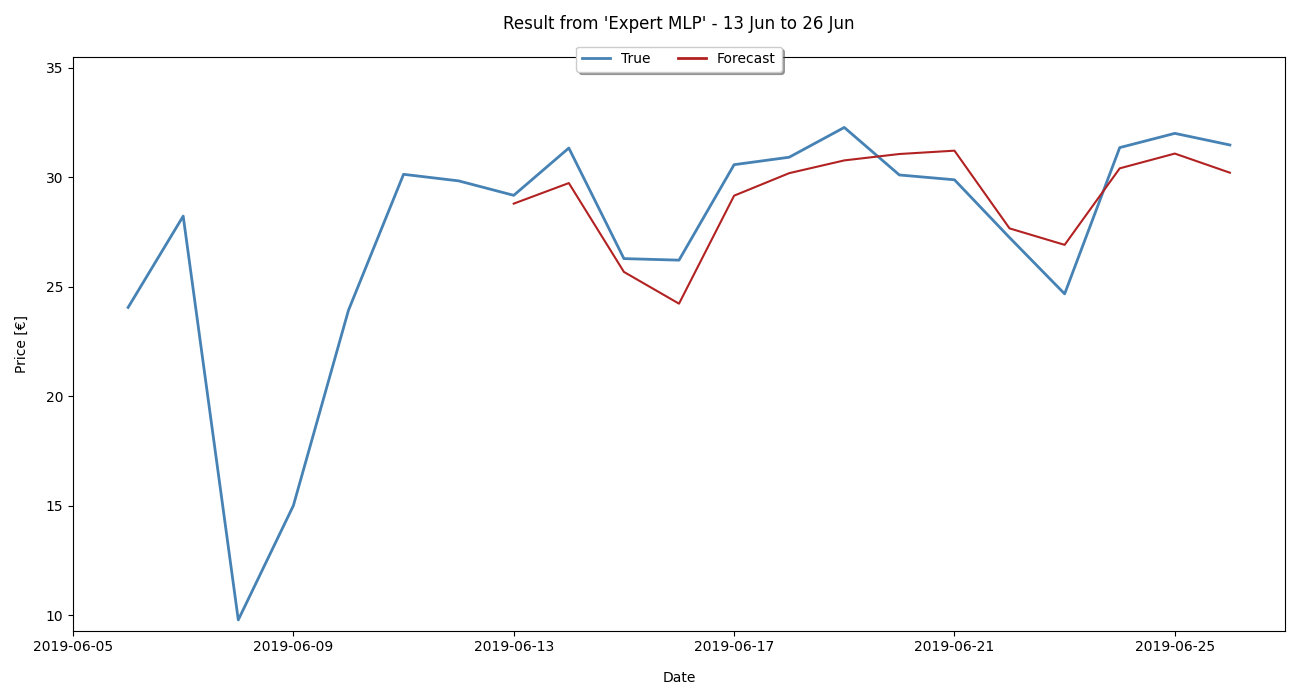 Result from 'Expert MLP' - 13 Jun to 26 Jun
True
Forecast
35
30
25
20
15
10
Price [€]
2019-06-05
2019-06-09
2019-06-13
2019-06-17
2019-06-21
2019-06-25
Date